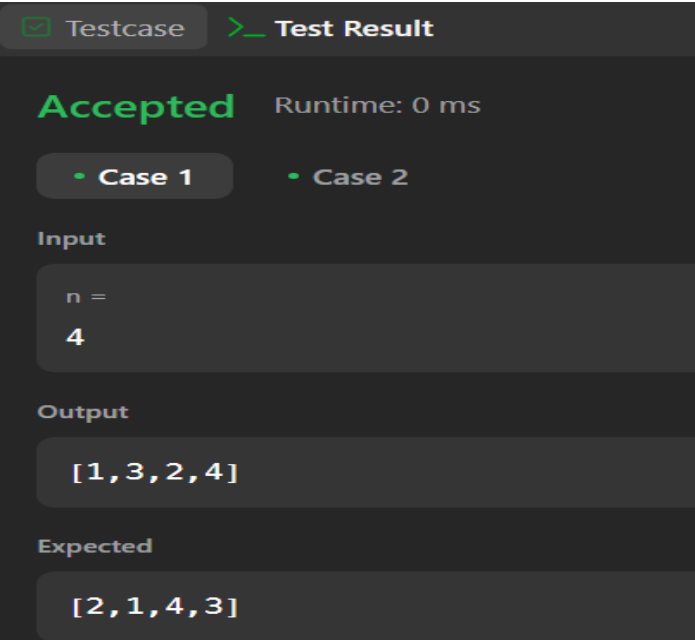 Testcase >_ Test Result
Accepted Runtime: 0 ms
• Case 1 • Case 2
Input
n =
4
Output
[1,3,2,4]
Expected
[2,1,4,3]